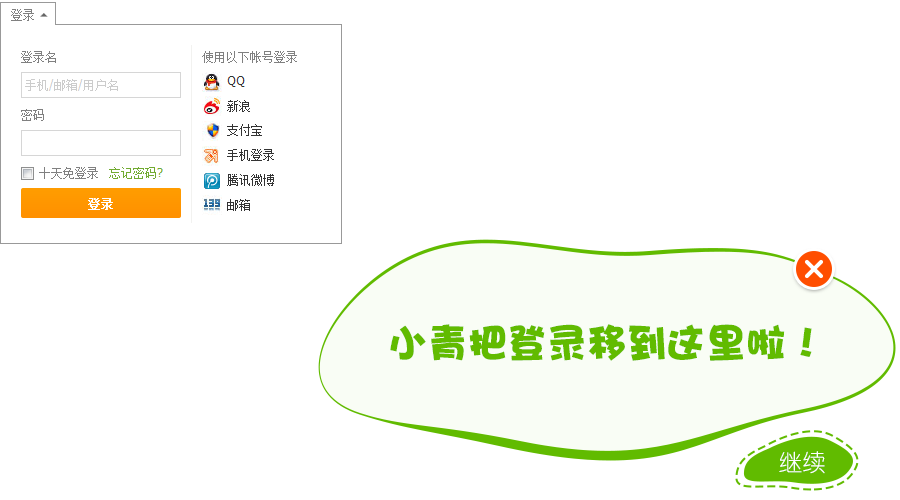 登录
登录名
手机/邮箱/用户名
密码
十天免登录 忘记密码?
登录
使用以下帐号登录
QQ
新浪
支付宝
手机登录
腾讯微博
139 邮箱
小青把登录移到这里啦！
继续